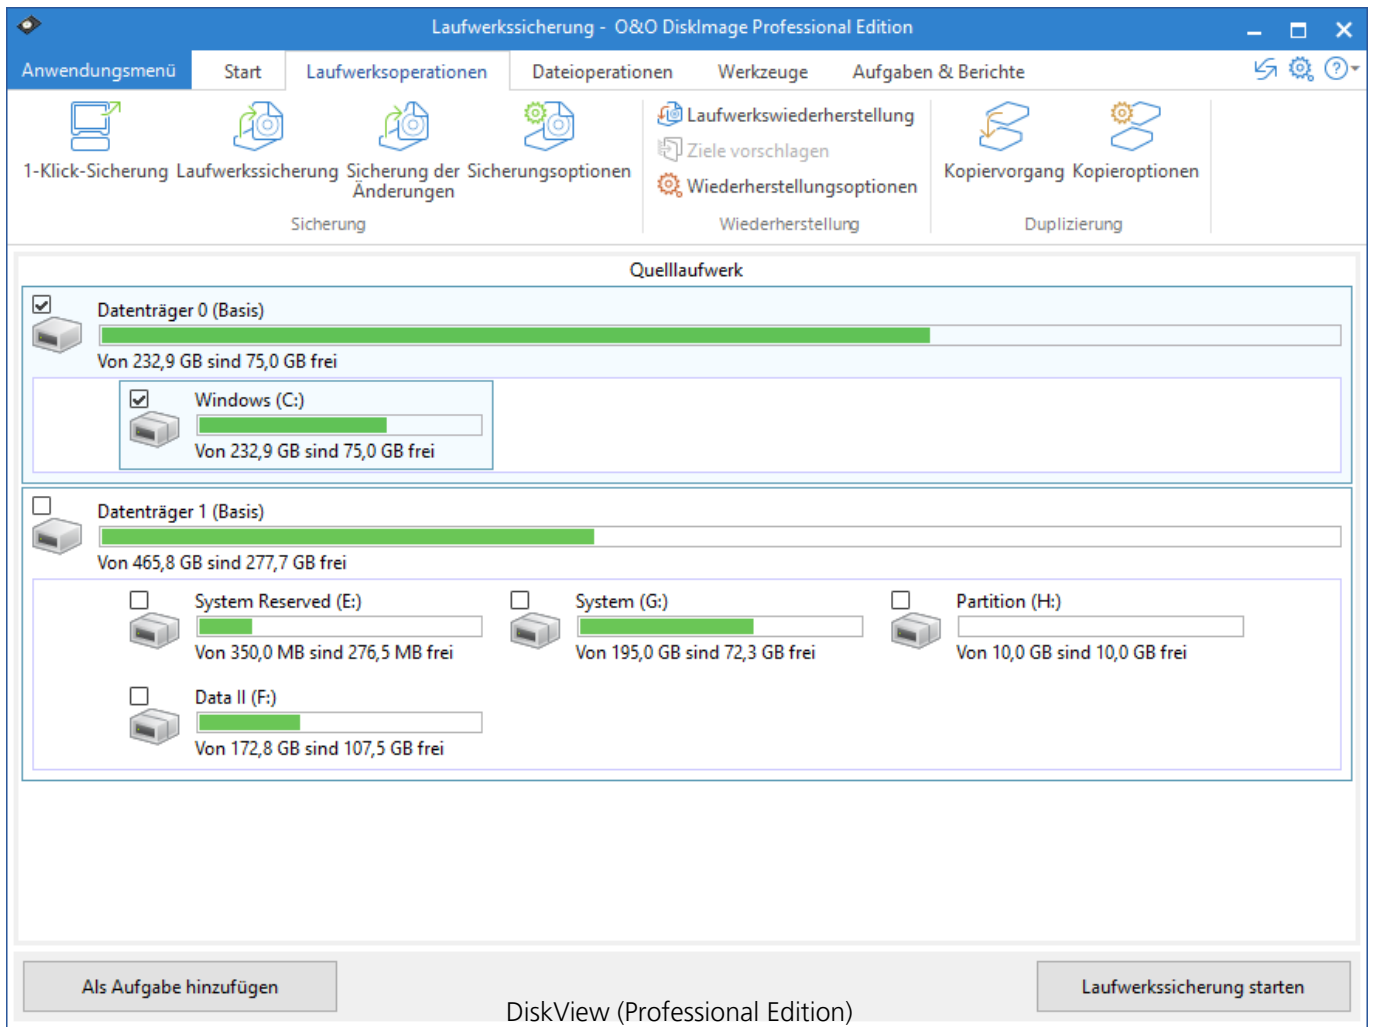 Laufwerkssicherung - O&O DiskImage Professional Edition
Anwendungsmenü Start Laufwerksoperationen Dateioperationen Werkzeuge Aufgaben & Berichte
1-Klick-Sicherung Laufwerkssicherung Sicherung der Änderungen Sicherungsoptionen
Sicherung
Laufwerkswiederherstellung
Ziele vorschlagen
Wiederherstellungsoptionen
Wiederherstellung
Kopiervorgang Kopieroptionen
Duplizierung
Quelllaufwerk
Datenträger 0 (Basis)
Von 232,9 GB sind 75,0 GB frei
Windows (C:)
Von 232,9 GB sind 75,0 GB frei
Datenträger 1 (Basis)
Von 465,8 GB sind 277,7 GB frei
System Reserved (E:)
Von 350,0 MB sind 276,5 MB frei
System (G:)
Von 195,0 GB sind 72,3 GB frei
Partition (H:)
Von 10,0 GB sind 10,0 GB frei
Data II (F:)
Von 172,8 GB sind 107,5 GB frei
Als Aufgabe hinzufügen
Laufwerkssicherung starten
DiskView (Professional Edition)